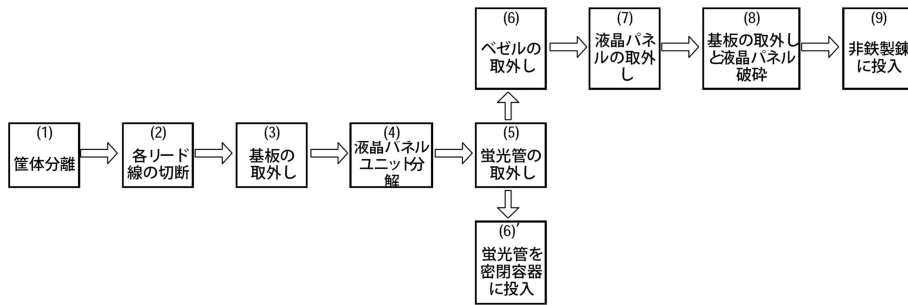 (1)
筐体分離
(2)
各リード
線の切断
(3)
基板の
取外し
(4)
液晶パネル
ユニット分
解
(5)
蛍光管の
取外し
(6)
ベゼルの
取外し
(7)
液晶パネ
ルの取外
し
(8)
基板の取外し
と液晶パネル
破砕
(9)
非鉄製錬
に投入
(6)′
蛍光管を
密閉容器
に投入